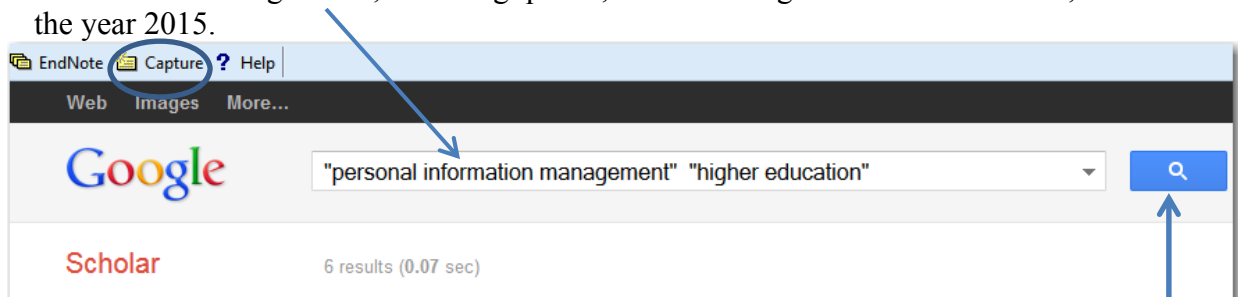 the year 2015.
EndNote Capture ? Help
Web Images More...
Google
"personal information management" "higher education"
Scholar
6 results (0.07 sec)